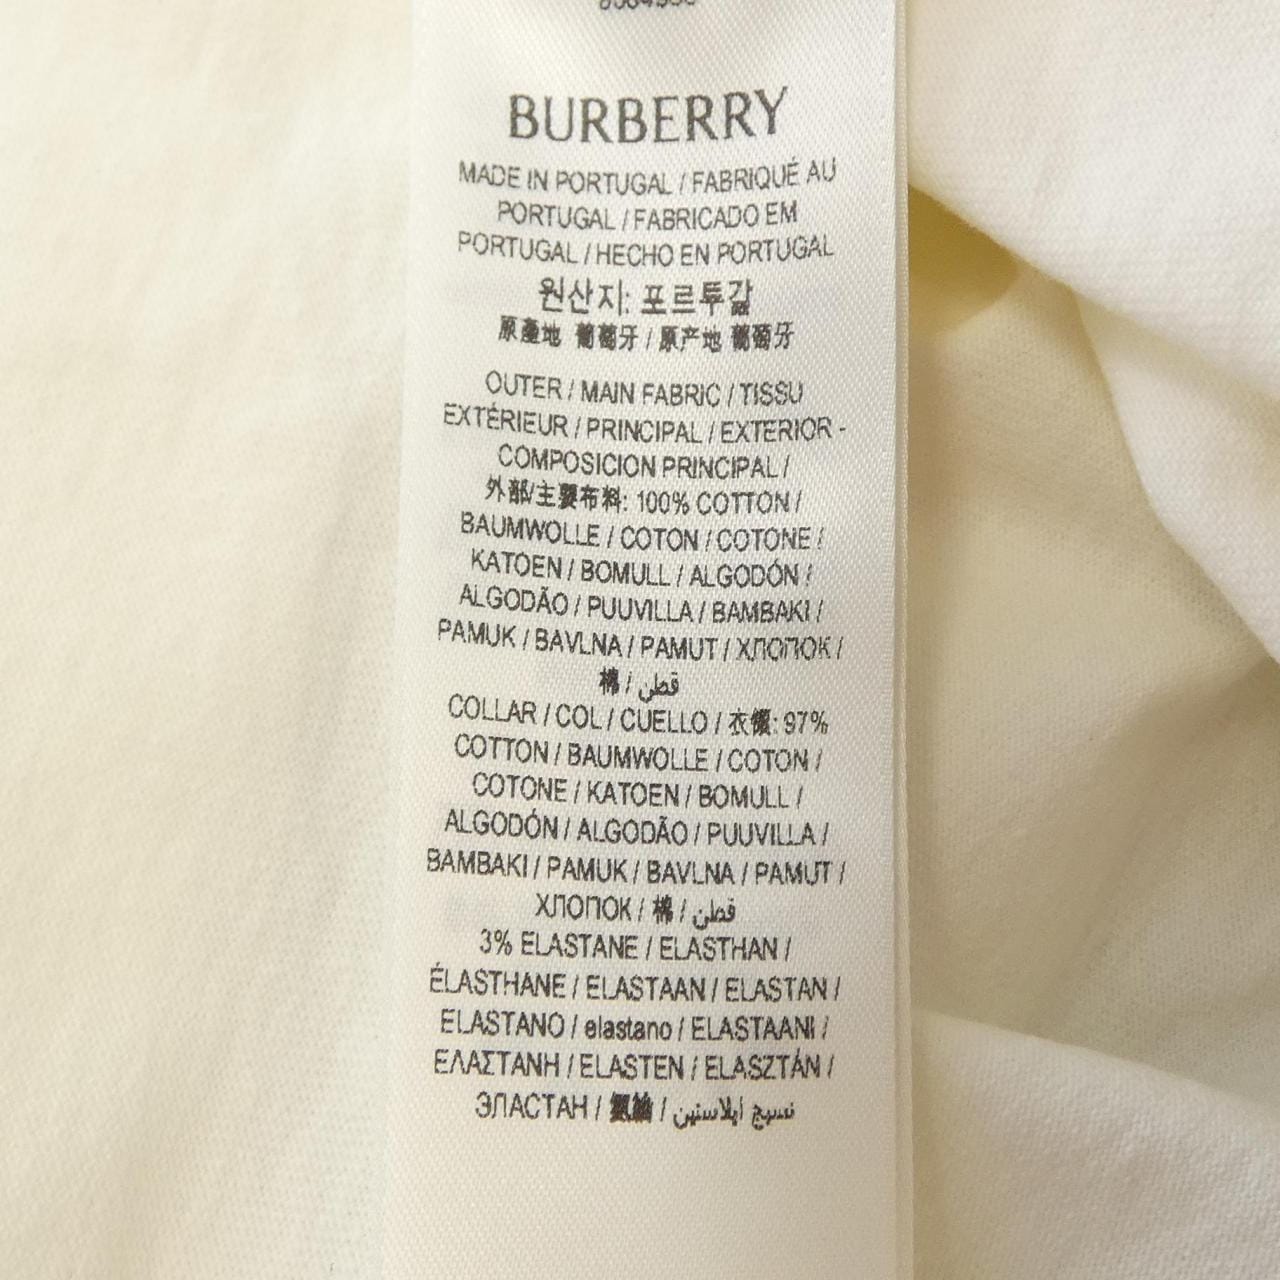 BURBERRY
MADE IN PORTUGAL / FABRIQUÉ AU
PORTUGAL / FABRICADO EM
PORTUGAL / HECHO EN PORTUGAL
원산지: 포르투갈
原產地 葡萄牙 / 原产地 葡萄牙
OUTER / MAIN FABRIC / TISSU
EXTÉRIEUR / PRINCIPAL / EXTERIOR -
COMPOSICION PRINCIPAL /
外部/主要布料: 100% COTTON /
BAUMWOLLE / COTON / COTONE /
KATOEN / BOMULL / ALGODÓN /
ALGODÃO / PUUVILLA / BAMBAKI /
PAMUK / BAVLNA / PAMUT / ХЛОПОК /
棉 / قطن
COLLAR / COL / CUELLO / 衣領: 97%
COTTON / BAUMWOLLE / COTON /
COTONE / KATOEN / BOMULL /
ALGODÓN / ALGODÃO / PUUVILLA /
BAMBAKI / PAMUK / BAVLNA / PAMUT /
ХЛОПОК / 棉 / قطن
3% ELASTANE / ELASTHAN /
ÉLASTHANE / ELASTAAN / ELASTAN /
ELASTANO / elastano / ELASTAANI /
ΕΛΑΣΤΑΝΗ / ELASTEN / ELASZTÁN /
ЭЛАСТАН / 氨綸 / نسيج إيلاستين